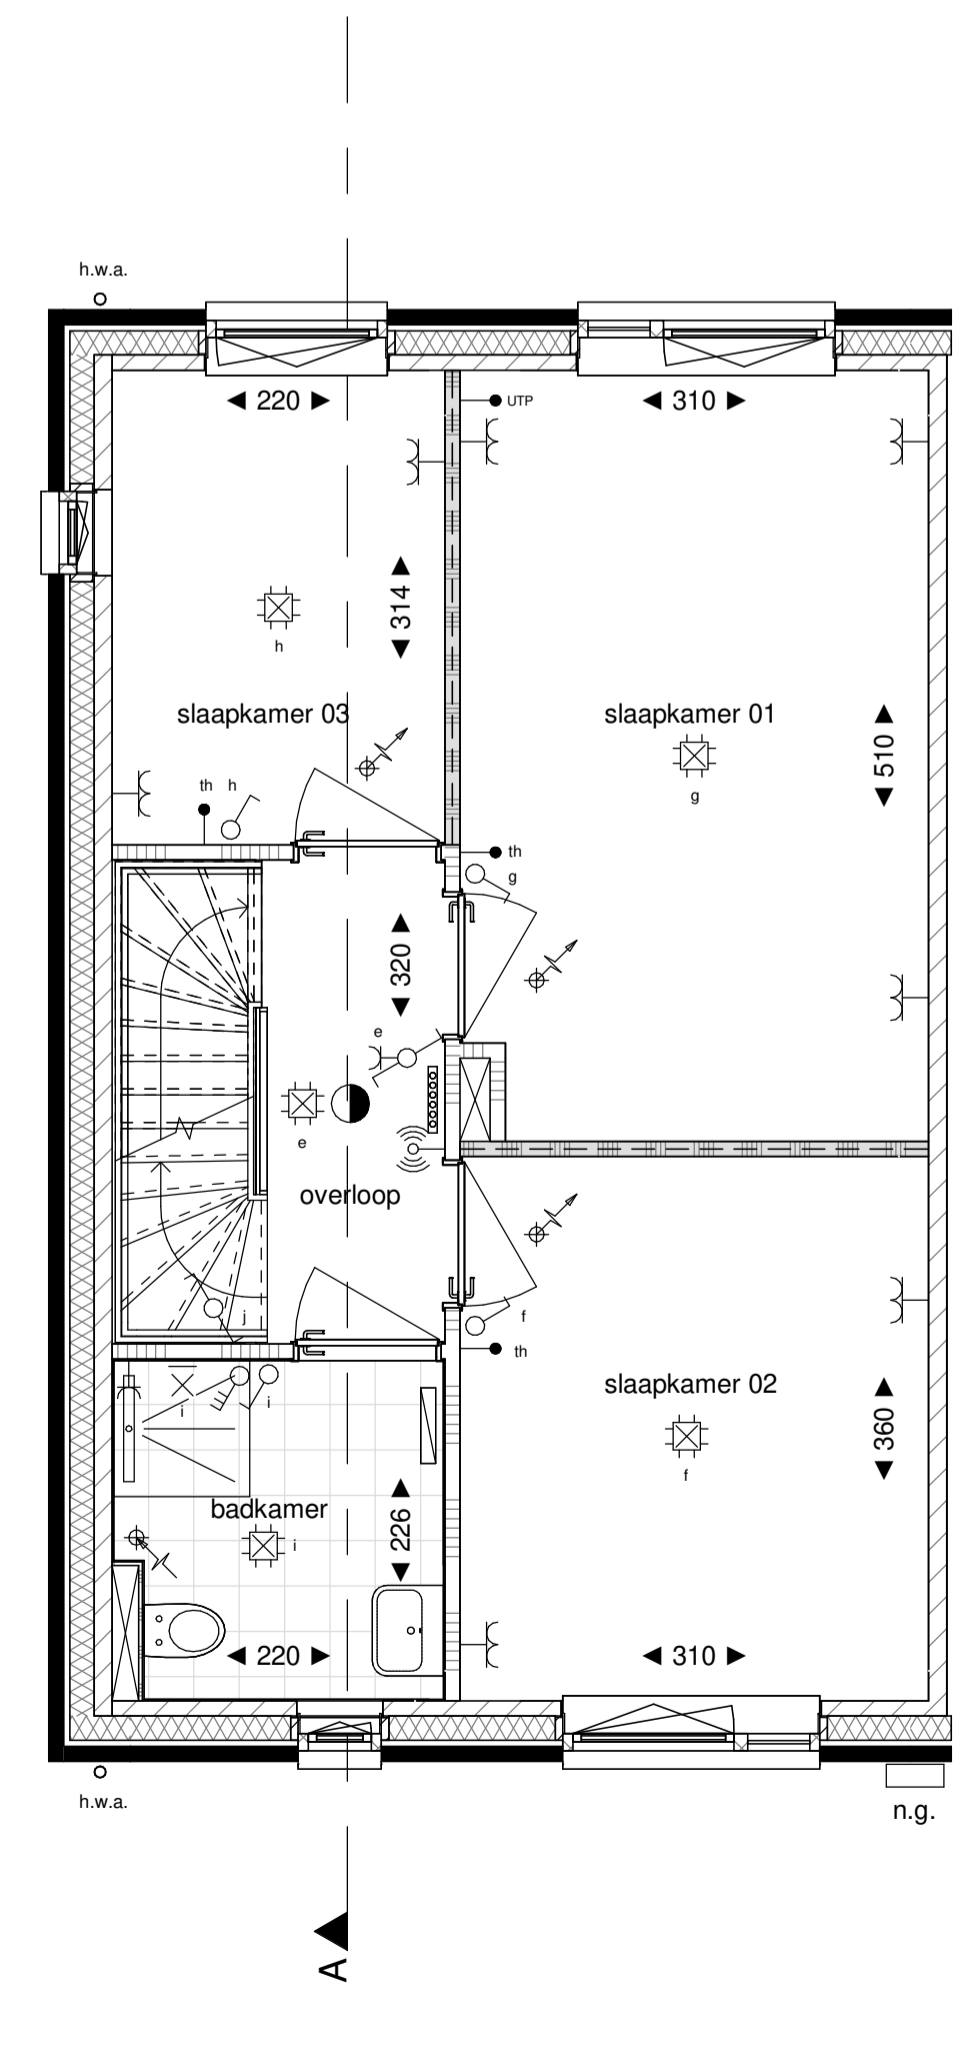 h.w.a.
220
UTP
310
314
h
slaapkamer 03
slaapkamer 01
510
g
th h
th
g
320
e
e
overloop
j
f
th
slaapkamer 02
i
i
360
f
badkamer
226
i
220
310
h.w.a.
n.g.
A